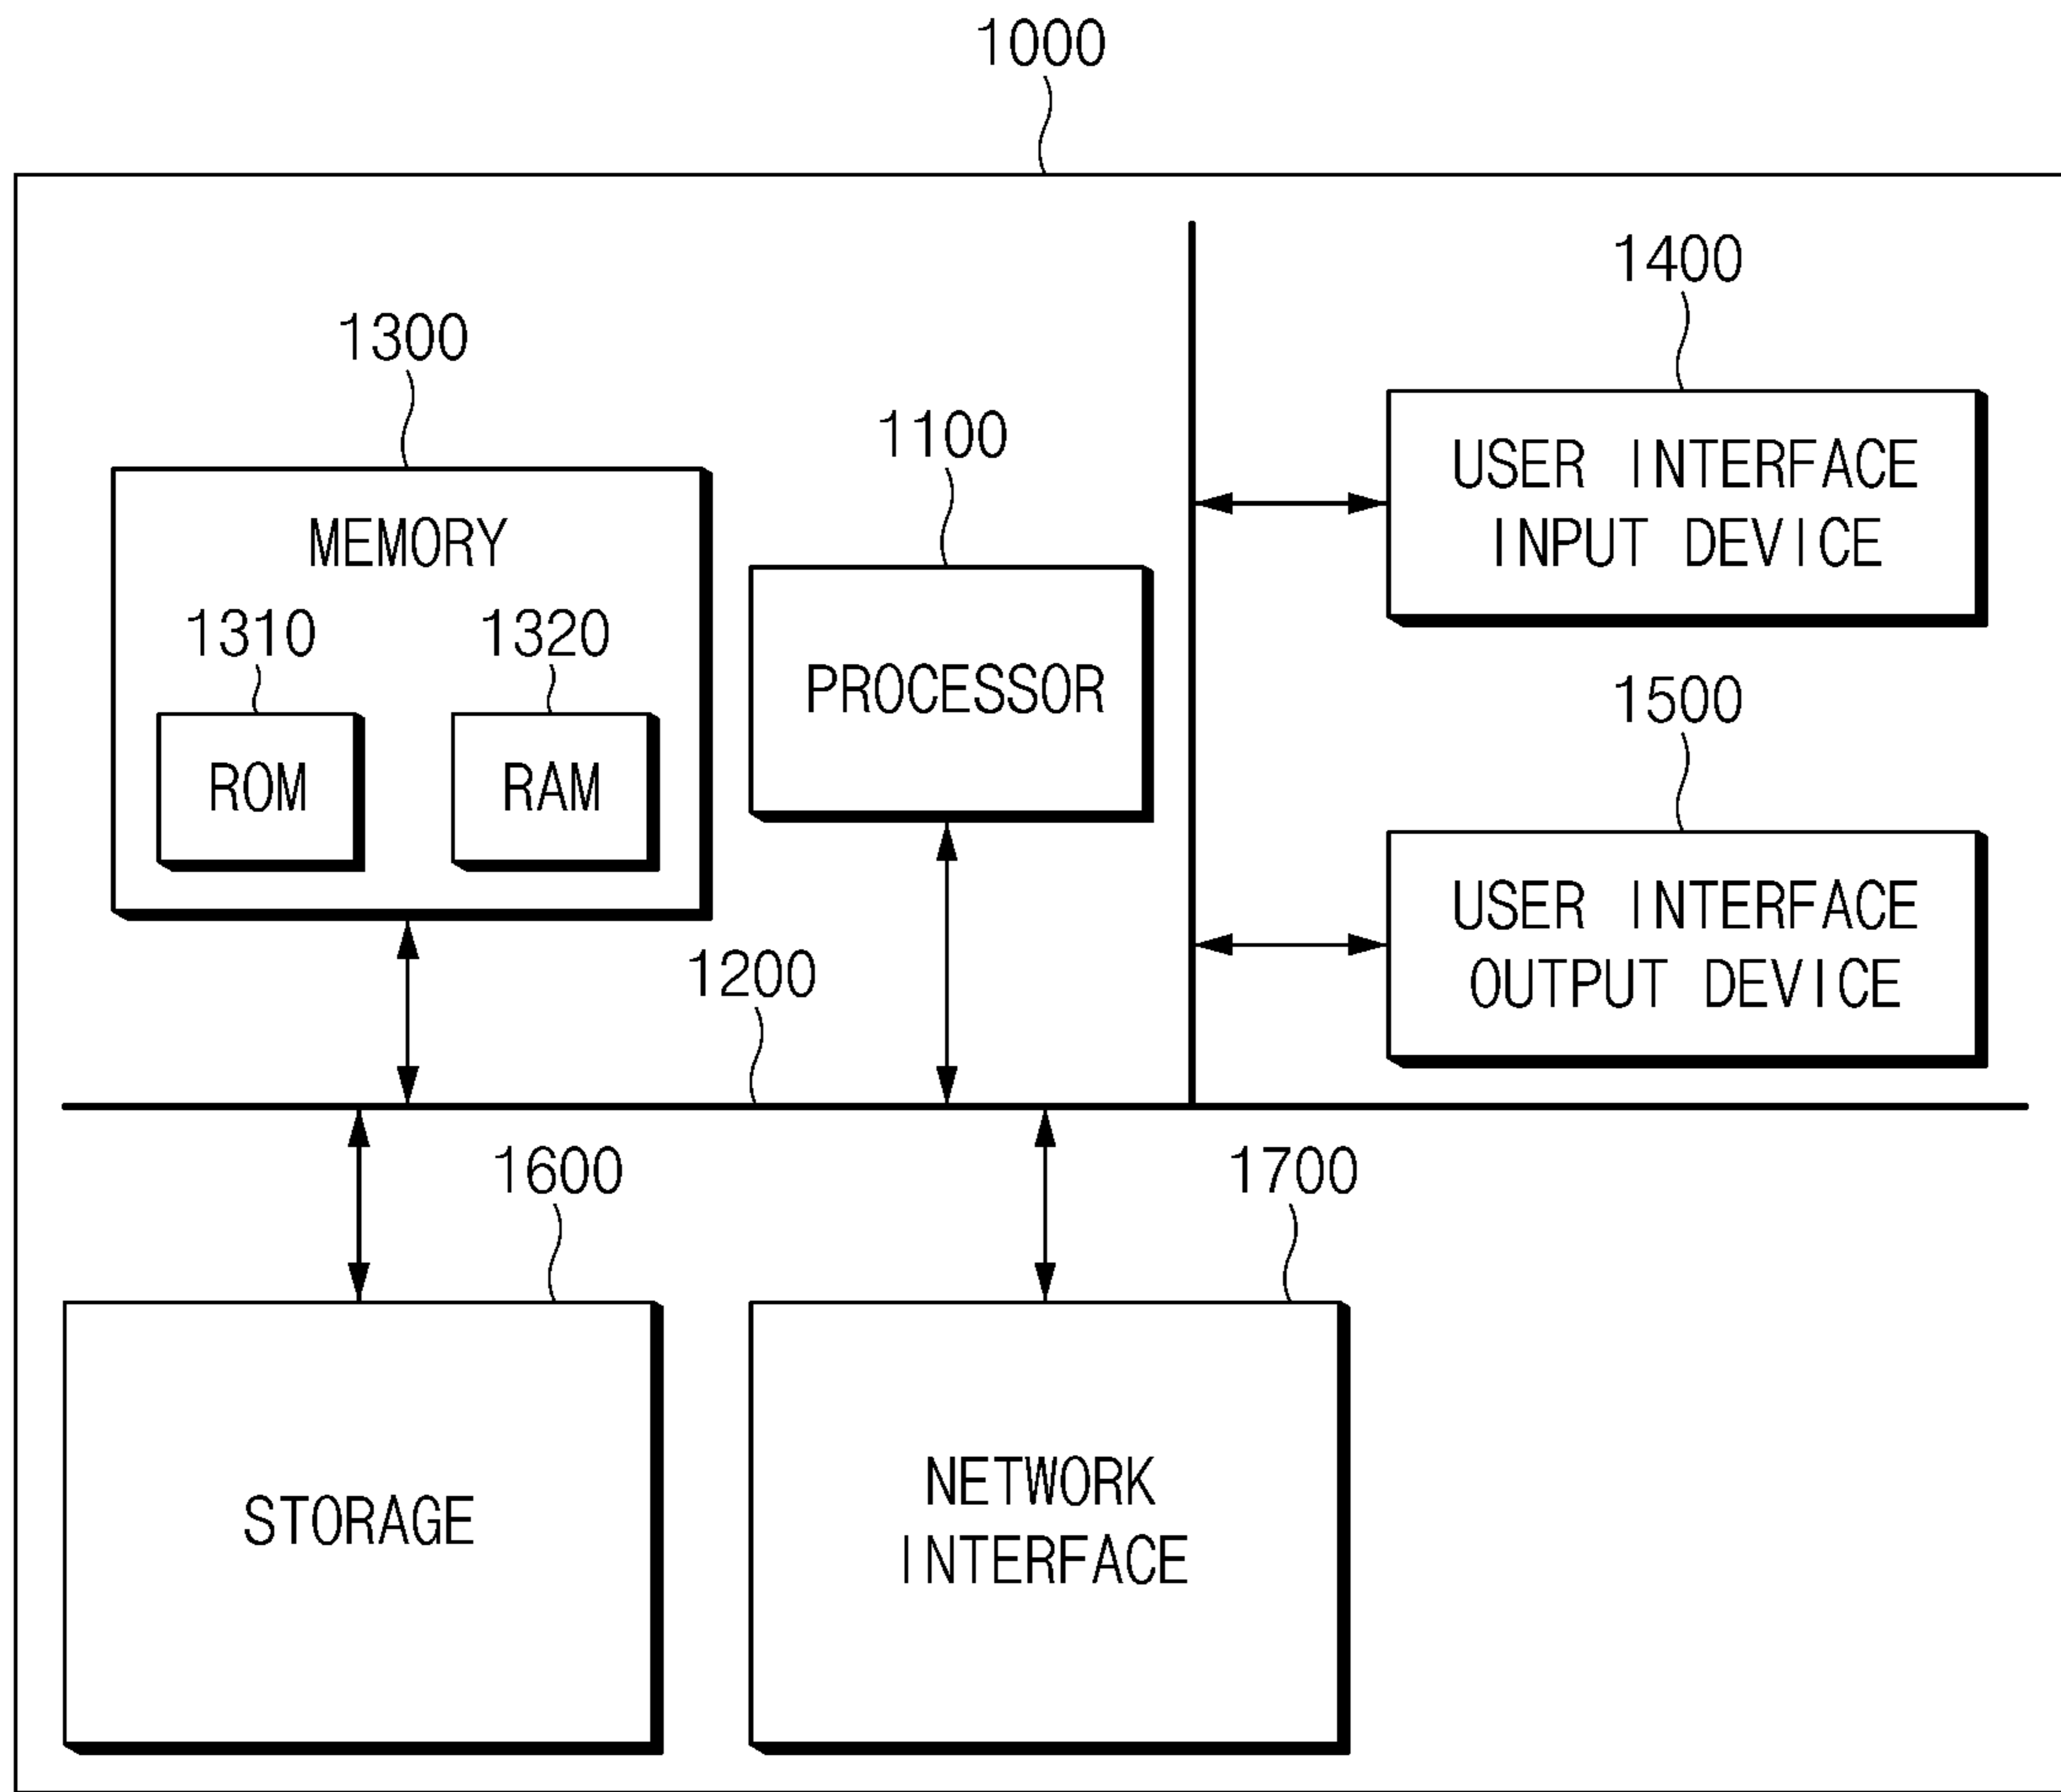 1000
1300
MEMORY
1310
ROM
1320
RAM
1100
PROCESSOR
1400
USER INTERFACE
INPUT DEVICE
1500
USER INTERFACE
OUTPUT DEVICE
1200
1600
STORAGE
1700
NETWORK
INTERFACE